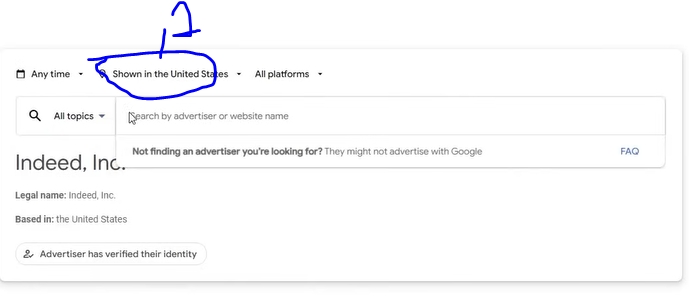 Any time Shown in the United States All platforms
All topics Search by advertiser or website name
Not finding an advertiser you're looking for? They might not advertise with Google FAQ
Indeed, Inc.
Legal name: Indeed, Inc.
Based in: the United States
Advertiser has verified their identity